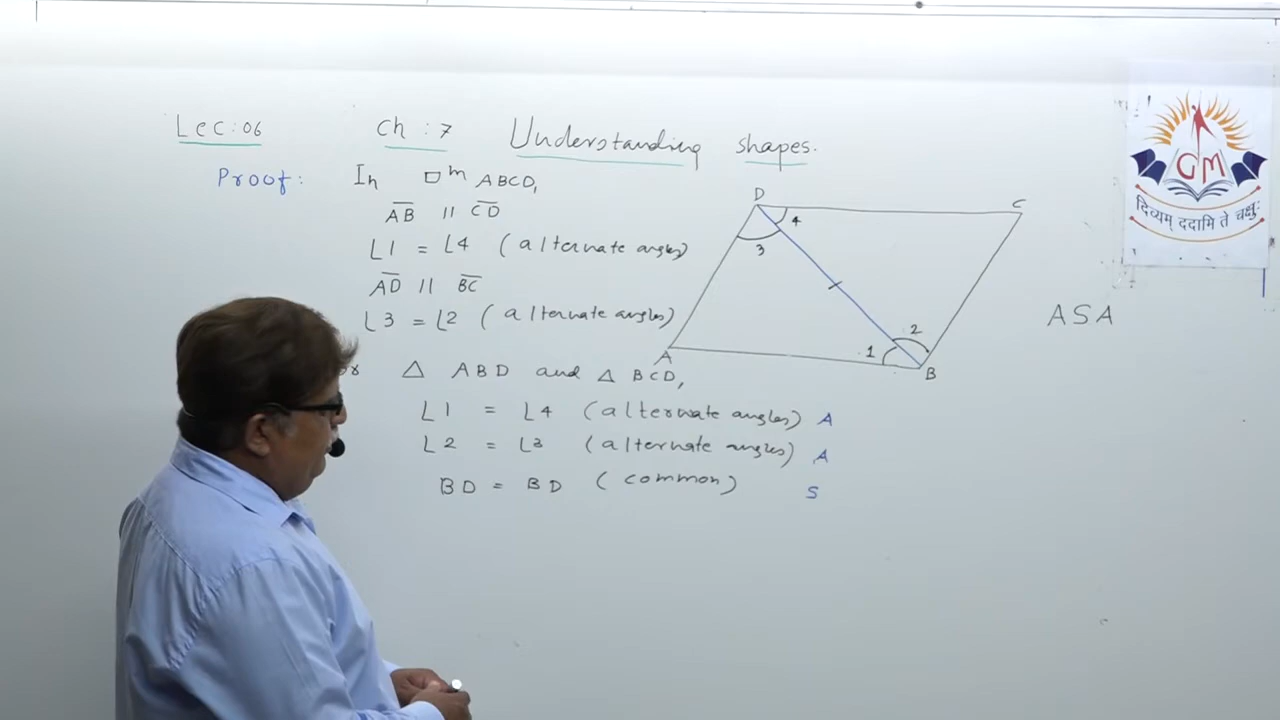 Lec:06 Ch:7 Understanding shapes.
Proof: In □m ABCD,
AB || CD
∠1 = ∠4 (alternate angles)
AD || BC
∠3 = ∠2 (alternate angles)
△ ABD and △ BCD,
∠1 = ∠4 (alternate angles) A
∠2 = ∠3 (alternate angles) A
BD = BD (common) S
D
C
4
3
2
1
A
B
ASA
GM
दिव्यम् ददामि ते चक्षुः